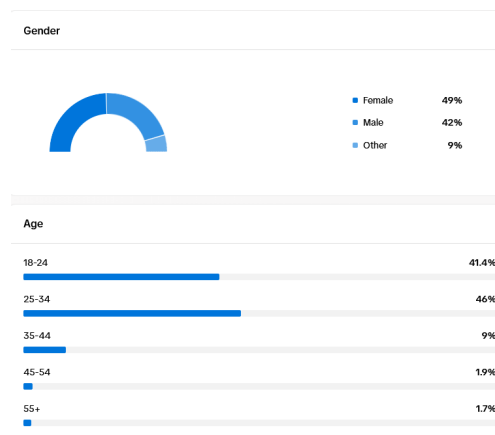 Gender
Female 49%
Male 42%
Other 9%
Age
18-24 41.4%
25-34 46%
35-44 9%
45-54 1.9%
55+ 1.7%